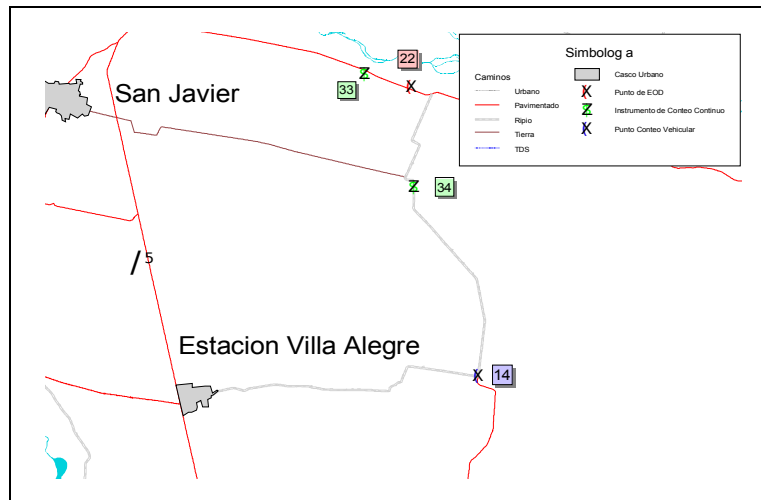 22
33
San Javier
34
/ 5
Estacion Villa Alegre
14
Simbolog a
Caminos
Urbano
Pavimentado
Ripio
Tierra
TDS
Casco Urbano
Punto de EOD
Instrumento de Conteo Continuo
Punto Conteo Vehicular